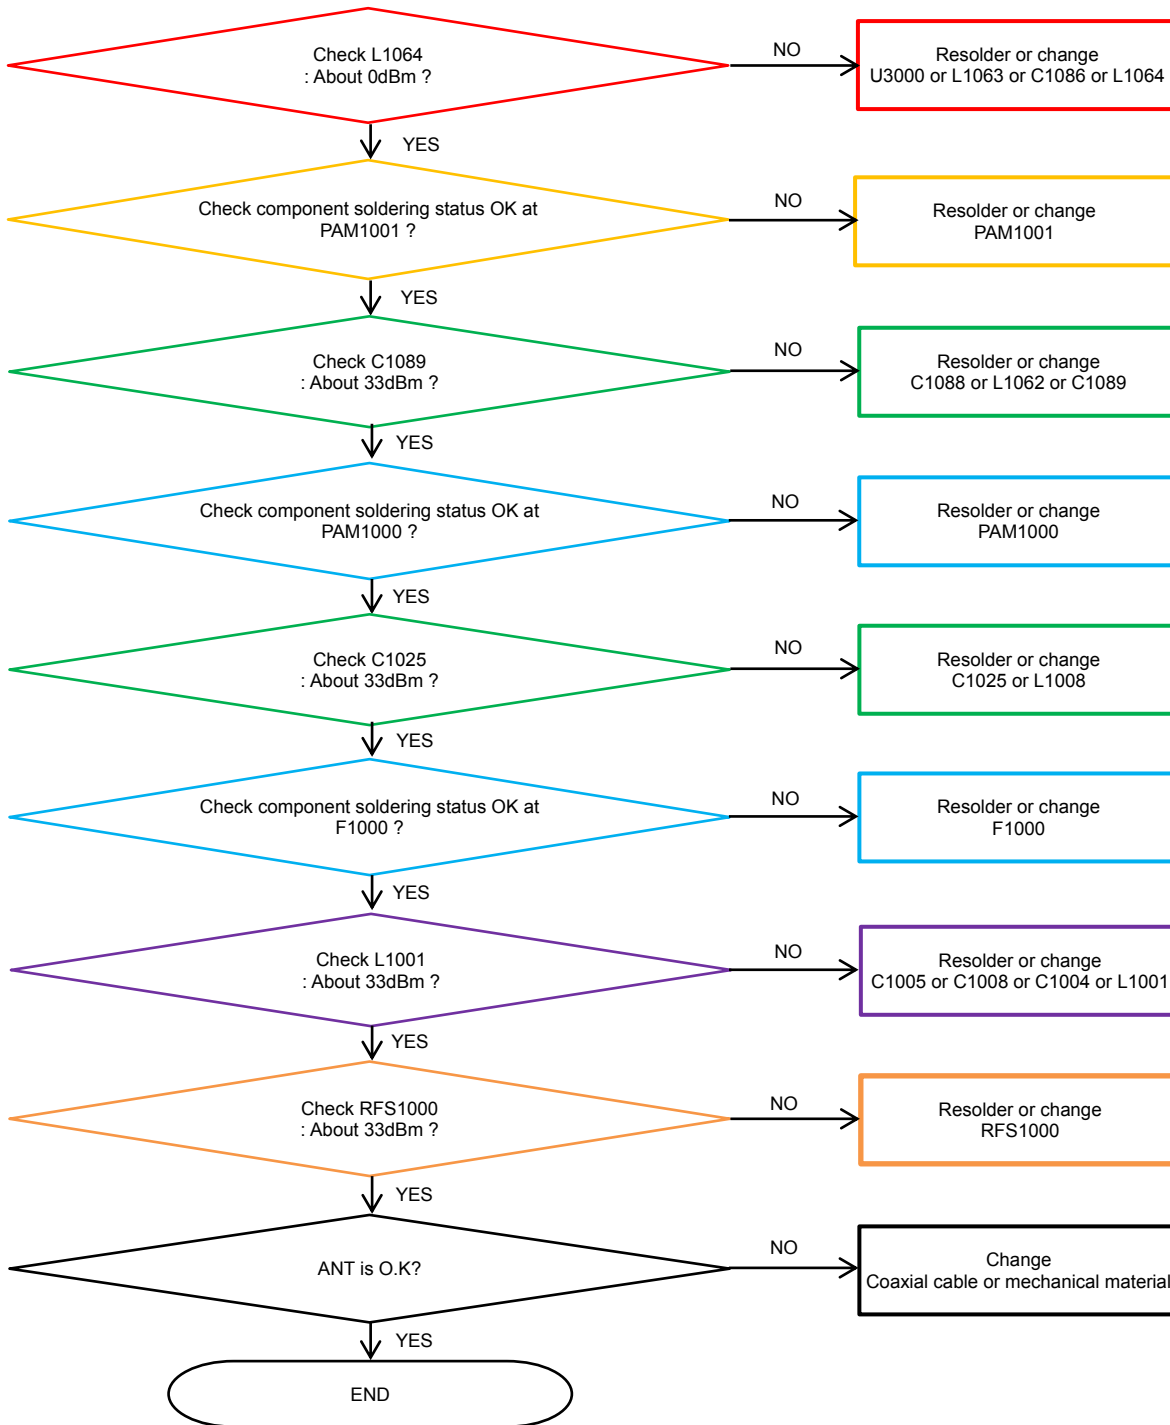 Check L1064
: About 0dBm ?
NO
Resolder or change
U3000 or L1063 or C1086 or L1064
YES
Check component soldering status OK at
PAM1001 ?
NO
Resolder or change
PAM1001
YES
Check C1089
: About 33dBm ?
NO
Resolder or change
C1088 or L1062 or C1089
YES
Check component soldering status OK at
PAM1000 ?
NO
Resolder or change
PAM1000
YES
Check C1025
: About 33dBm ?
NO
Resolder or change
C1025 or L1008
YES
Check component soldering status OK at
F1000 ?
NO
Resolder or change
F1000
YES
Check L1001
: About 33dBm ?
NO
Resolder or change
C1005 or C1008 or C1004 or L1001
YES
Check RFS1000
: About 33dBm ?
NO
Resolder or change
RFS1000
YES
ANT is O.K?
NO
Change
Coaxial cable or mechanical material
YES
END